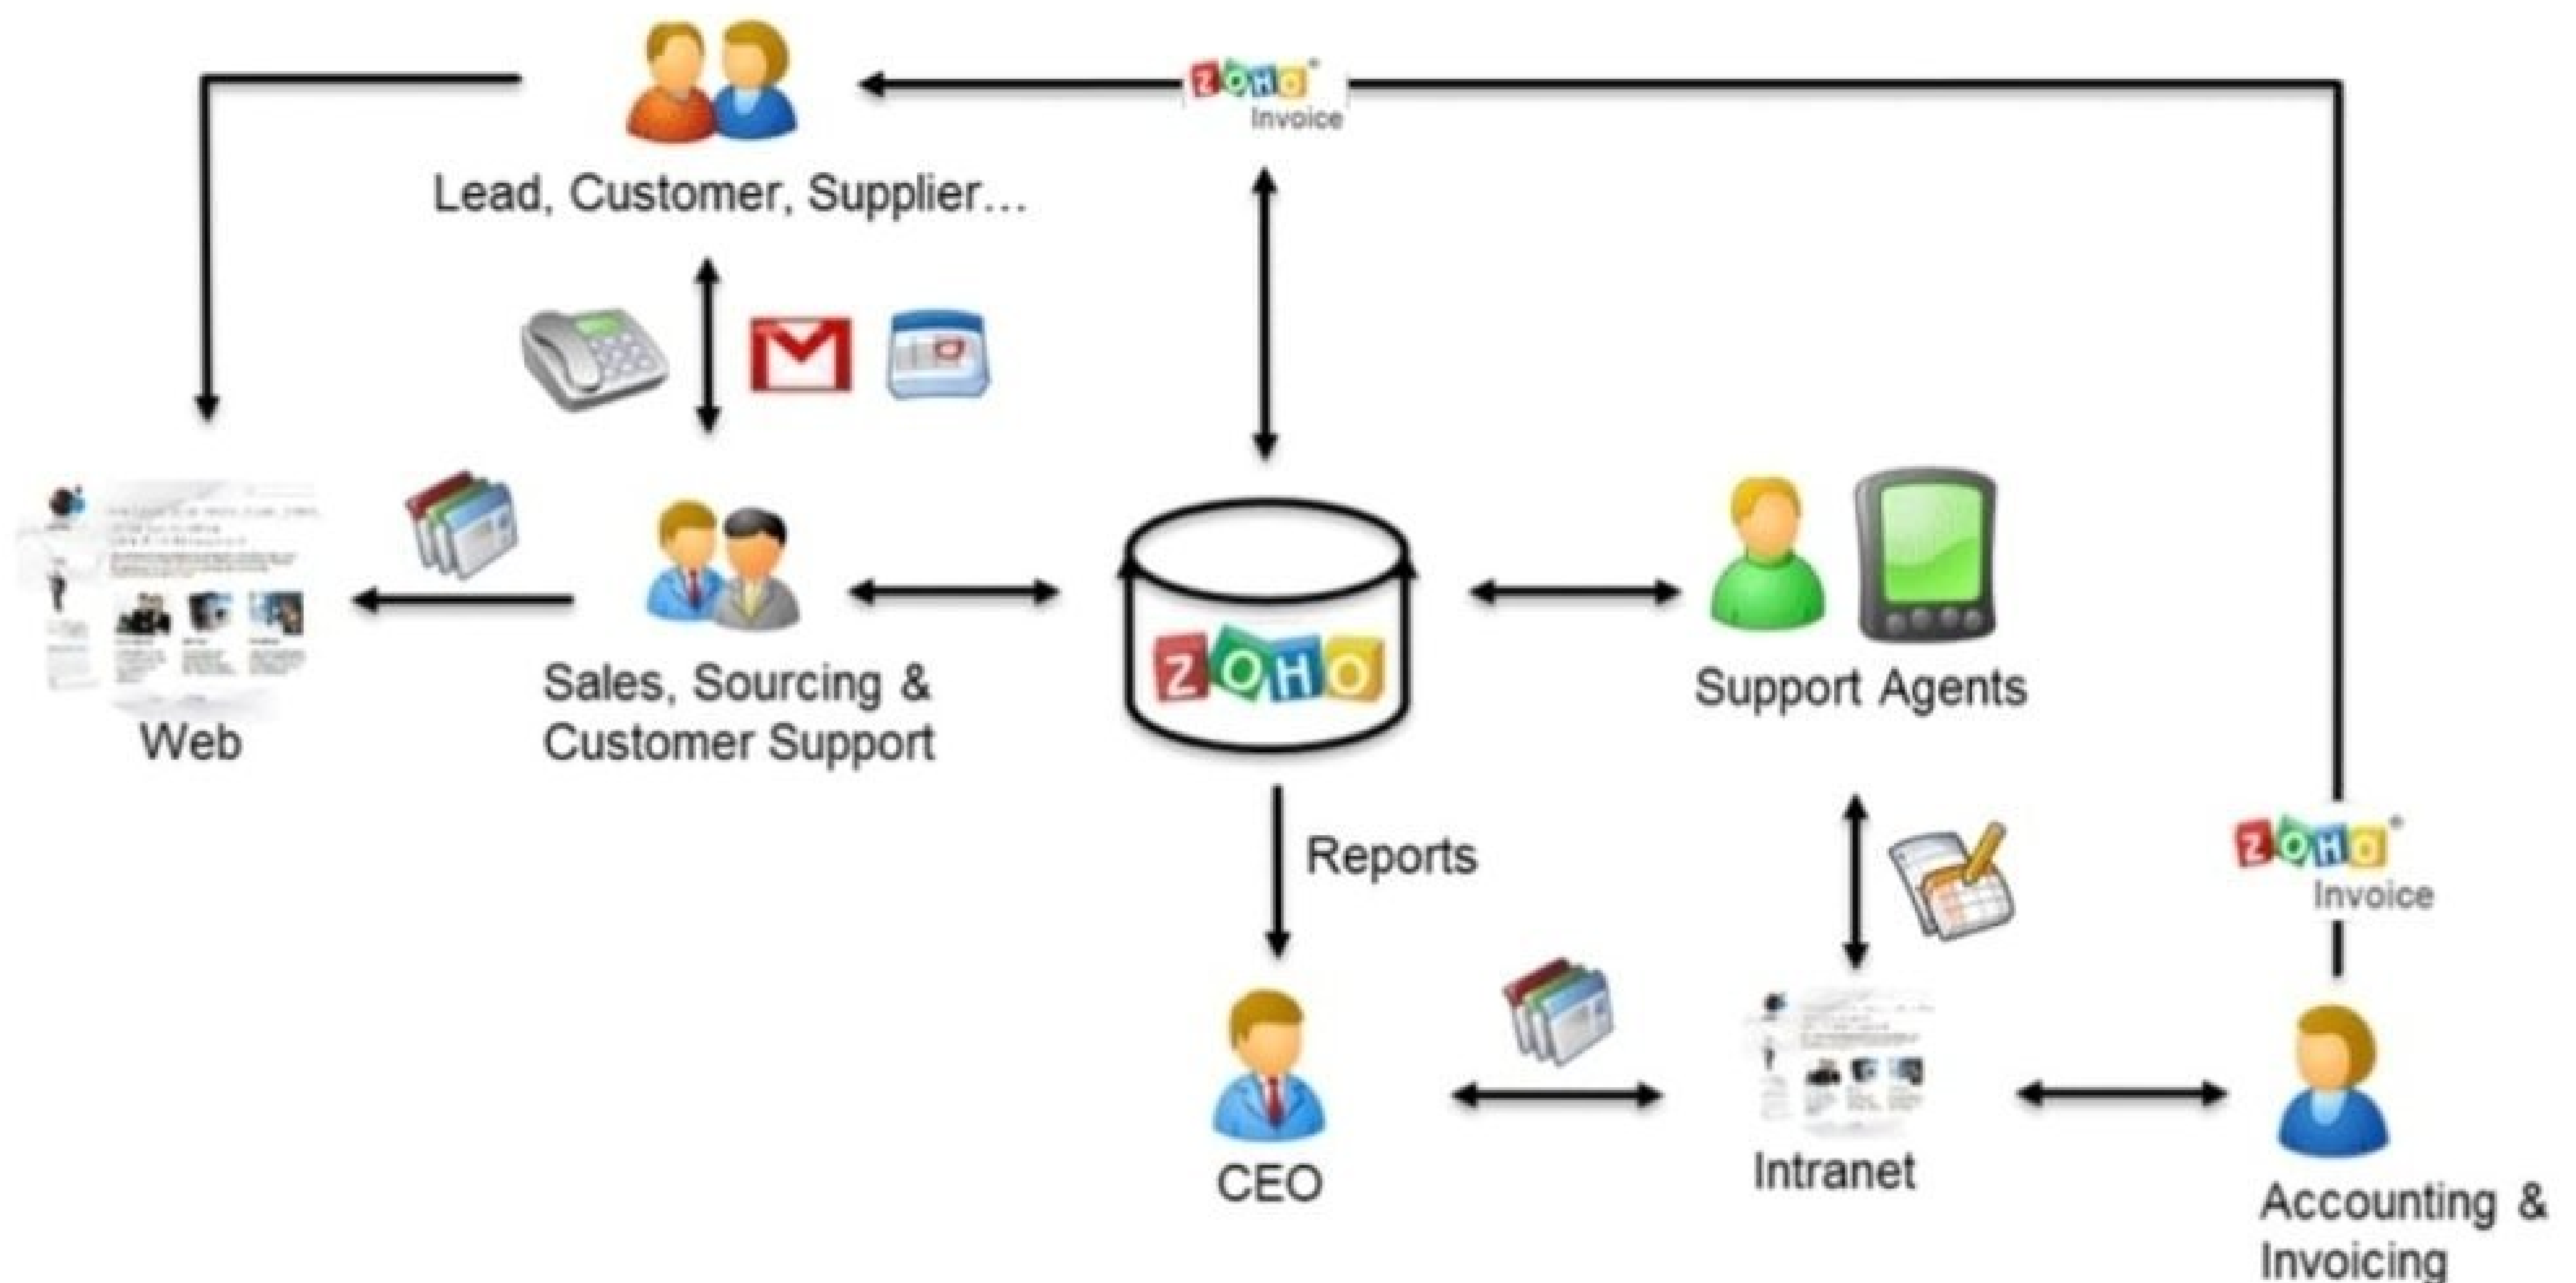 ZOHO
Invoice
Lead, Customer, Supplier...
ZOHO
Web
Sales, Sourcing &
Customer Support
Support Agents
Reports
ZOHO
Invoice
CEO
Intranet
Accounting &
Invoicing